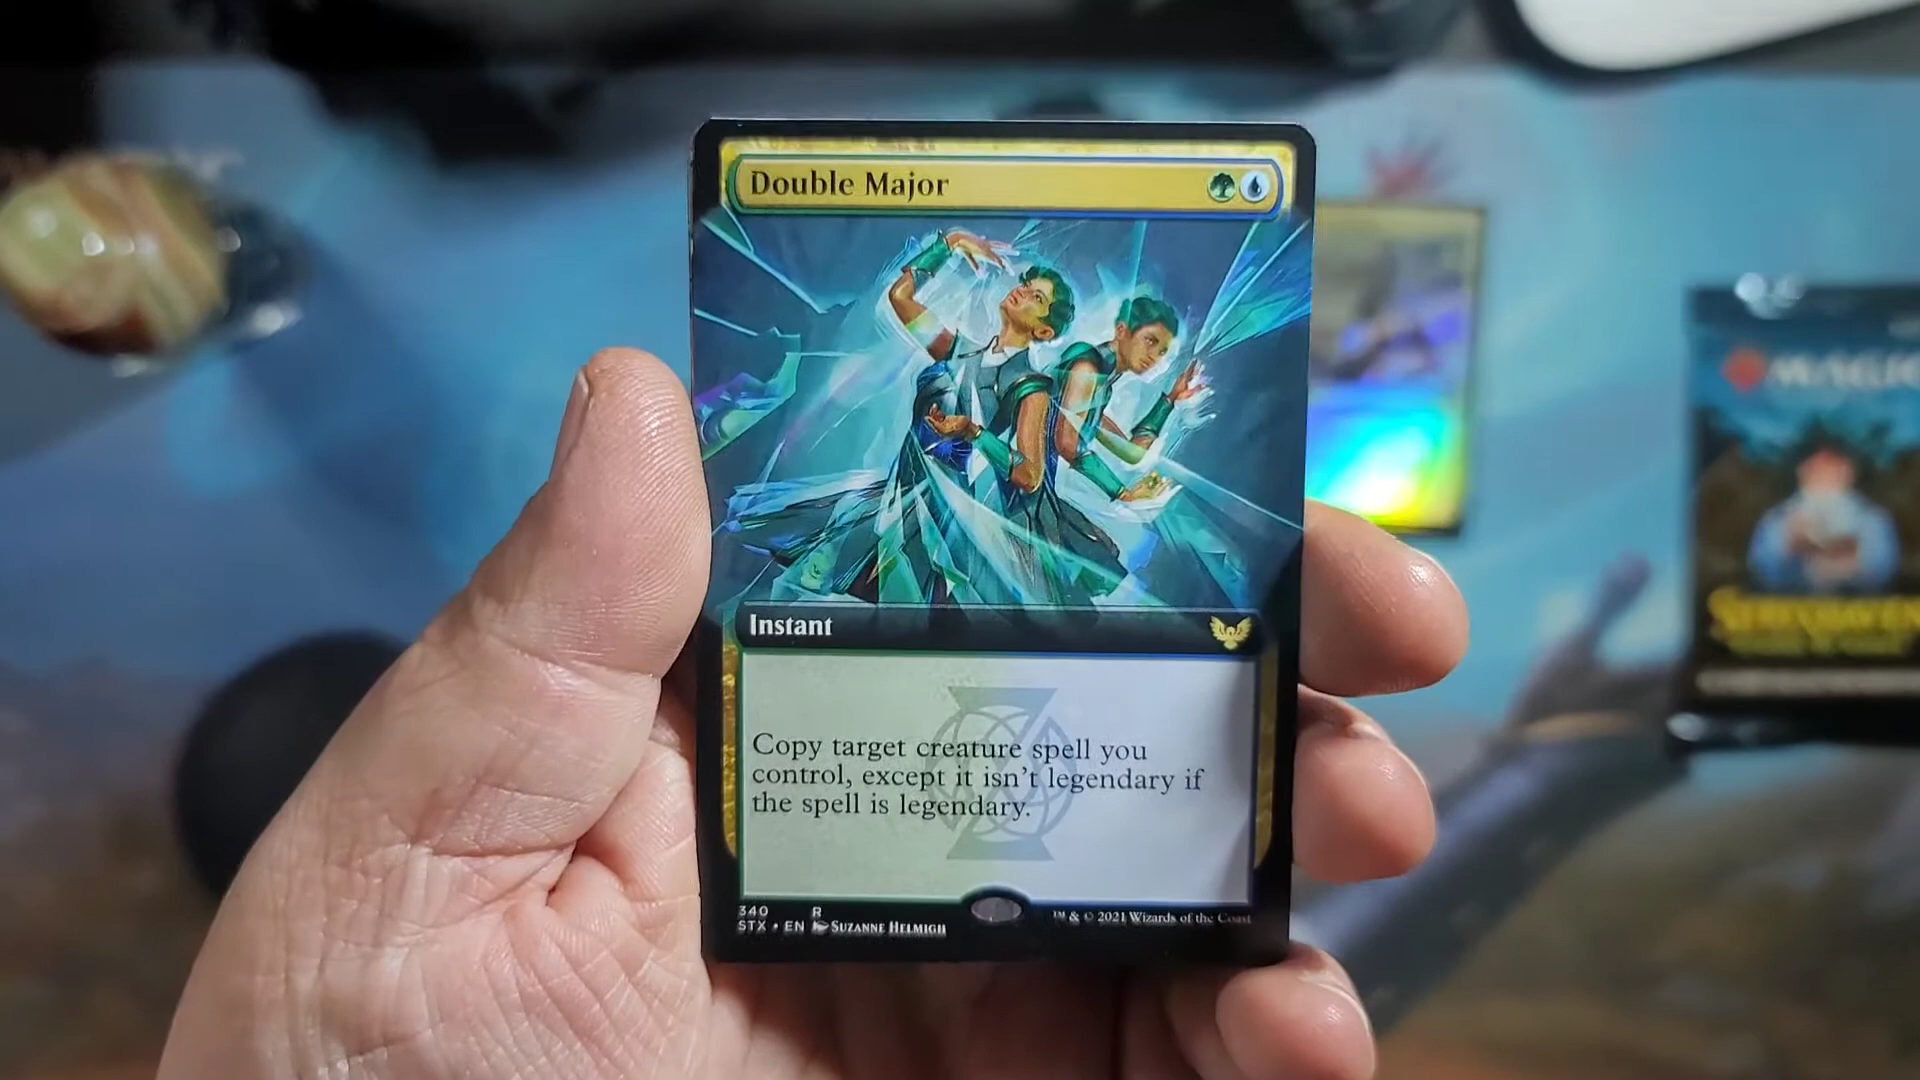 Double Major
Instant
Copy target creature spell you
control, except it isn't legendary if
the spell is legendary.
340 R
STX • EN SUZANNE HELMIGH
™ & © 2021 Wizards of the Coast
MAGIC